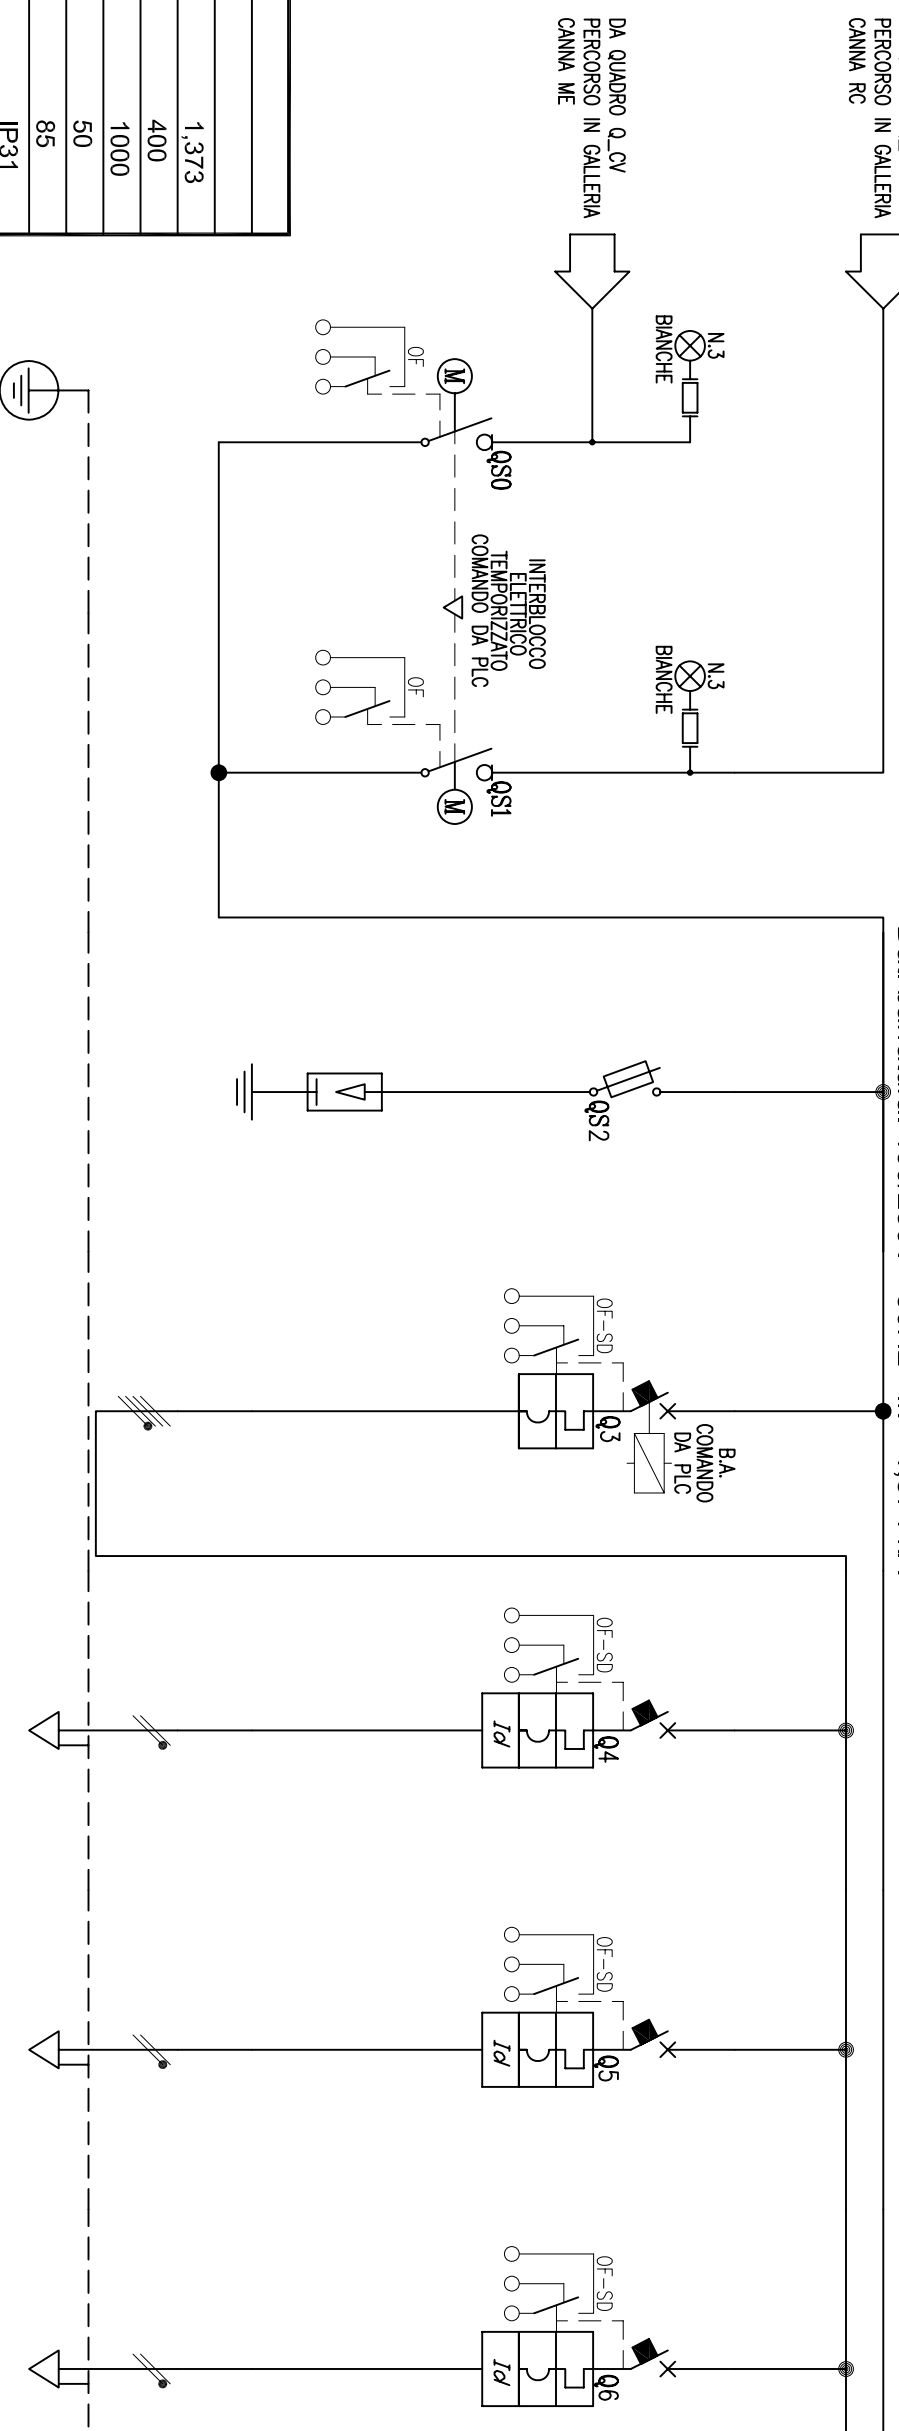 PERCORSO IN GALLERIA
CANNA RC
DA QUADRO Q_CV
PERCORSO IN GALLERIA
CANNA ME
N.3
BIANCHE
N.3
BIANCHE
OF
M
QS0
INTERBLOCCO
ELETTRICO
TEMPORIZZATO
COMANDO DA PLC
OF
M
QS1
QS2
OF-SD
Q3
B.A.
COMANDO
DA PLC
OF-SD
Q4
Id
OF-SD
Q5
Id
OF-SD
Q6
Id
1,373
400
1000
50
85
IP31